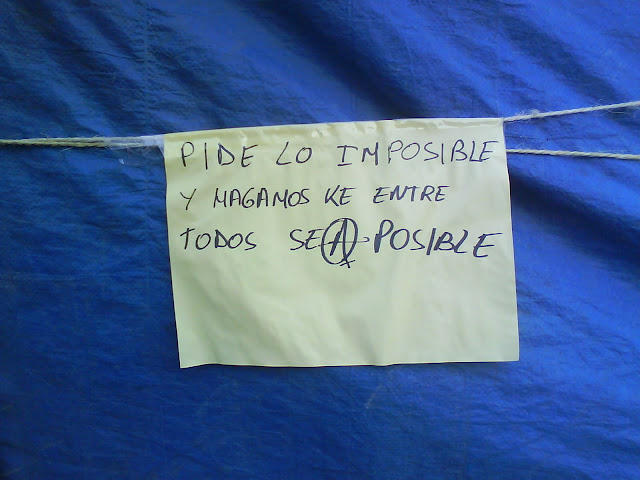 PIDE LO IMPOSIBLE
Y HAGAMOS KE ENTRE
TODOS SEA POSIBLE